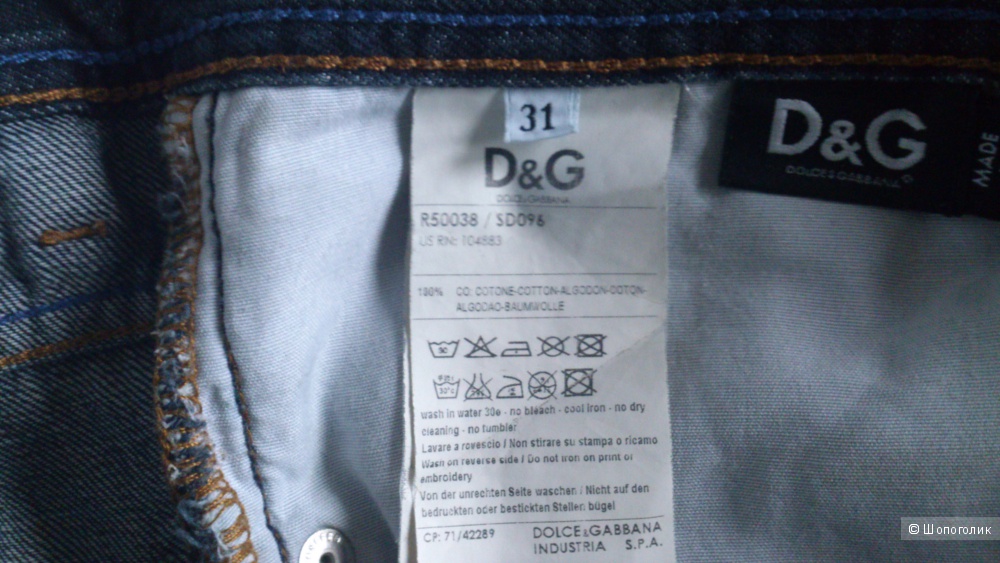 31
D&G
DOLCE&GABBANA
R50038 / SD096
US RN: 104883
100% CO: COTONE-COTTON-ALGODON-COTON-
ALGODAO-BAUMWOLLE
wash in water 30e - no bleach - cool iron - no dry
cleaning - no tumbler
Lavare a rovescio / Non stirare su stampa o ricamo
Wash on reverse side / Do not iron on print or
embroidery
Von der unrechten Seite waschen / Nicht auf den
bedruckten oder bestickten Stellen bügel
CP: 71/42289
DOLCE&GABBANA
INDUSTRIA S.P.A.
D&G
DOLCE&GABBANA
MADE
© Шопоголик